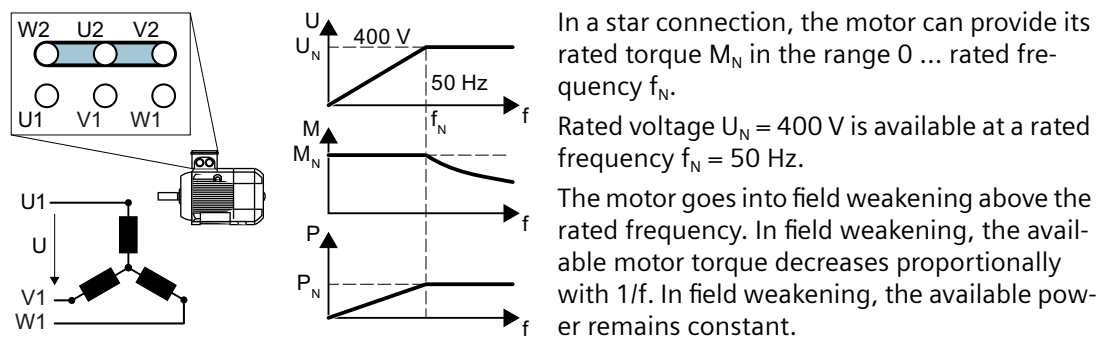 W2 U2 V2
U1 V1 W1
U1
U
V1
W1
U
U_N
400 V
50 Hz
f
f_N
M
M_N
f
P
P_N
f
In a star connection, the motor can provide its
rated torque M_N in the range 0 ... rated fre-
quency f_N.
Rated voltage U_N = 400 V is available at a rated
frequency f_N = 50 Hz.
The motor goes into field weakening above the
rated frequency. In field weakening, the avail-
able motor torque decreases proportionally
with 1/f. In field weakening, the available pow-
er remains constant.